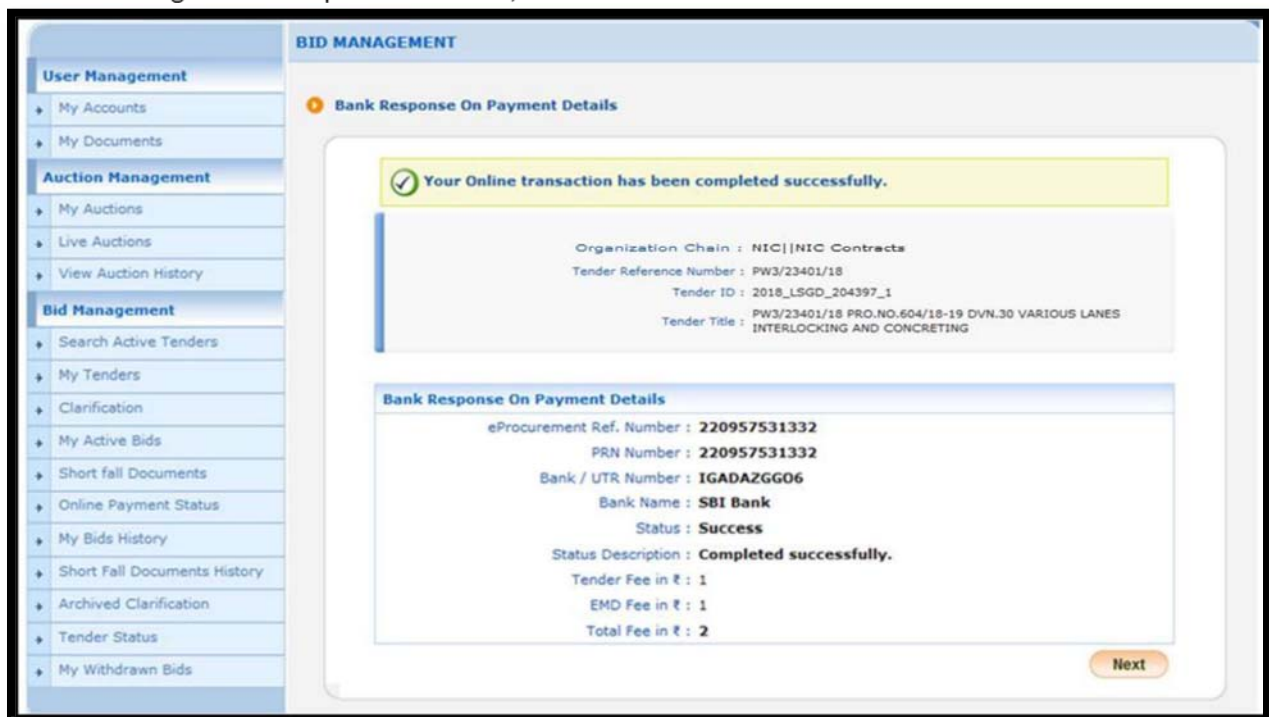 BID MANAGEMENT
User Management
My Accounts
My Documents
Auction Management
My Auctions
Live Auctions
View Auction History
Bid Management
Search Active Tenders
My Tenders
Clarification
My Active Bids
Short fall Documents
Online Payment Status
My Bids History
Short Fall Documents History
Archived Clarification
Tender Status
My Withdrawn Bids
Bank Response On Payment Details
Your Online transaction has been completed successfully.
Organization Chain : NIC||NIC Contracts
Tender Reference Number : PW3/23401/18
Tender ID : 2018_LSGD_204397_1
Tender Title : PW3/23401/18 PRO.NO.604/18-19 DVN.30 VARIOUS LANES
INTERLOCKING AND CONCRETING
Bank Response On Payment Details
eProcurement Ref. Number : 220957531332
PRN Number : 220957531332
Bank / UTR Number : IGADAZGGO6
Bank Name : SBI Bank
Status : Success
Status Description : Completed successfully.
Tender Fee in ₹ : 1
EMD Fee in ₹ : 1
Total Fee in ₹ : 2
Next